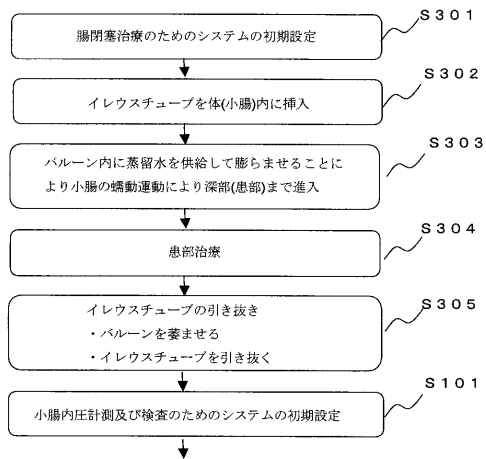 S301
腸閉塞治療のためのシステムの初期設定
S302
イレウスチューブを体(小腸)内に挿入
S303
バルーン内に蒸留水を供給して膨らませることに
より小腸の蠕動運動により深部(患部)まで進入
S304
患部治療
S305
イレウスチューブの引き抜き
・バルーンを萎ませる
・イレウスチューブを引き抜く
S101
小腸内圧計測及び検査のためのシステムの初期設定